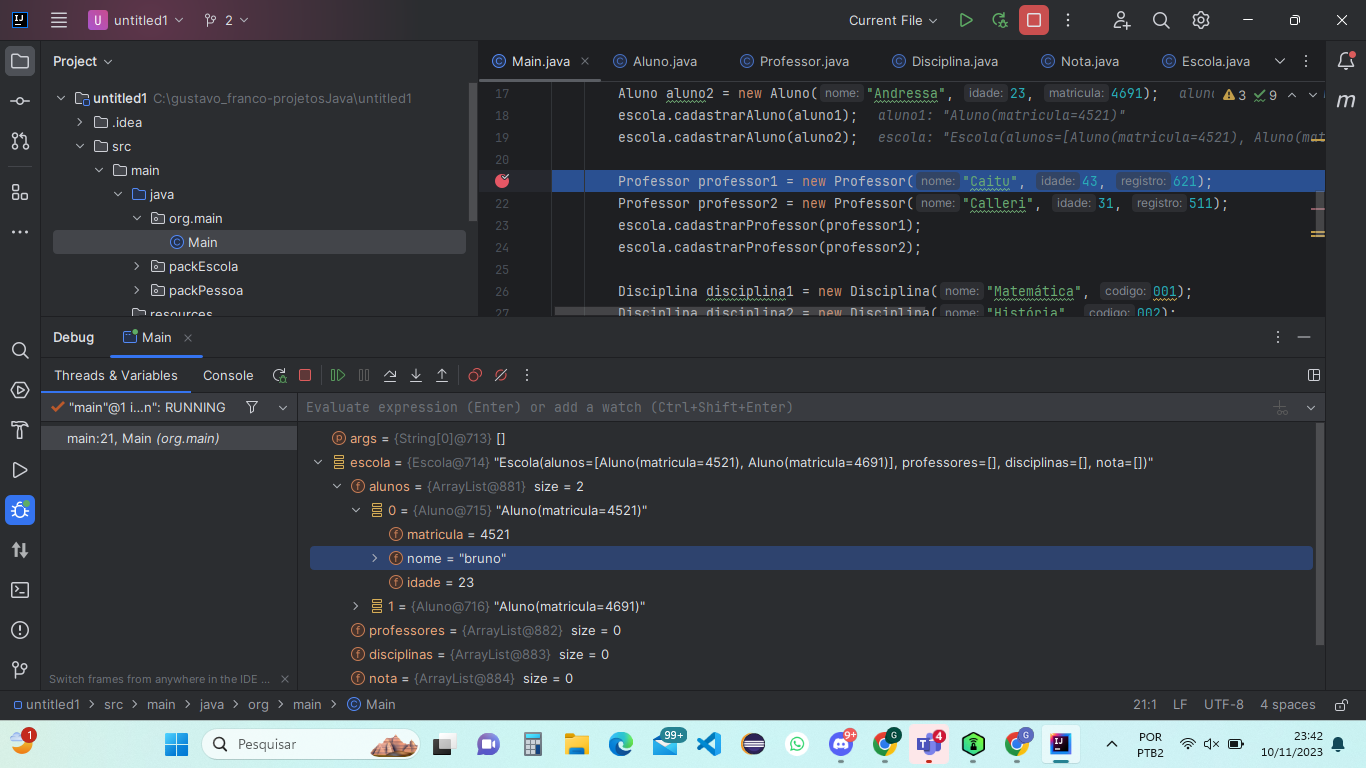 U untitled1 2 Current File
Project
Main.java Aluno.java Professor.java Disciplina.java Nota.java Escola.java
untitled1 C:\gustavo_franco-projetosJava\untitled1
.idea
src
main
java
org.main
Main
packEscola
packPessoa
resources
17 Aluno aluno2 = new Aluno( nome: "Andressa", idade: 23, matricula: 4691); 3 9
18 escola.cadastrarAluno(aluno1); aluno1: "Aluno(matricula=4521)"
19 escola.cadastrarAluno(aluno2); escola: "Escola(alunos=[Aluno(matricula=4521), Aluno(mat
20
Professor professor1 = new Professor( nome: "Caitu", idade: 43, registro: 621);
22 Professor professor2 = new Professor( nome: "Calleri", idade: 31, registro: 511);
23 escola.cadastrarProfessor(professor1);
24 escola.cadastrarProfessor(professor2);
25
26 Disciplina disciplina1 = new Disciplina( nome: "Matemática", codigo: 001);
27 Disciplina disciplina2 = new Disciplina( nome: "História", codigo: 002);
Debug Main
Threads & Variables Console
"main"@1 i...n": RUNNING
Evaluate expression (Enter) or add a watch (Ctrl+Shift+Enter)
main:21, Main (org.main)
args = {String[0]@713} []
escola = {Escola@714} "Escola(alunos=[Aluno(matricula=4521), Aluno(matricula=4691)], professores=[], disciplinas=[], nota=[])"
alunos = {ArrayList@881} size = 2
0 = {Aluno@715} "Aluno(matricula=4521)"
matricula = 4521
nome = "bruno"
idade = 23
1 = {Aluno@716} "Aluno(matricula=4691)"
professores = {ArrayList@882} size = 0
disciplinas = {ArrayList@883} size = 0
nota = {ArrayList@884} size = 0
Switch frames from anywhere in the IDE ...
untitled1 > src > main > java > org > main > Main 21:1 LF UTF-8 4 spaces
1 Pesquisar 99+ 9+ G 4 G
POR
PTB2
23:42
10/11/2023